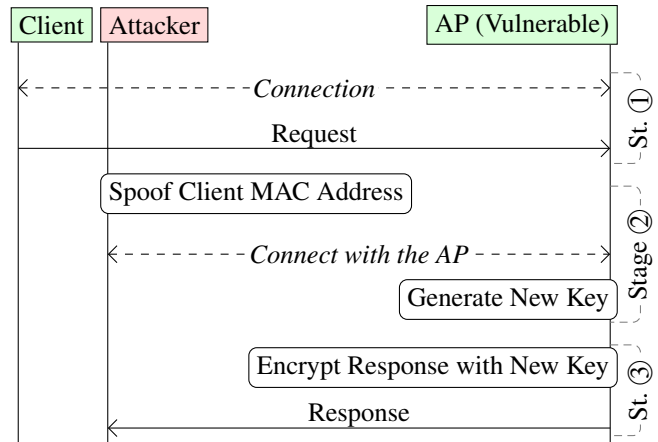 Client
Attacker
AP (Vulnerable)
Connection
St. ①
Request
Spoof Client MAC Address
Stage ②
Connect with the AP
Generate New Key
Encrypt Response with New Key
St. ③
Response